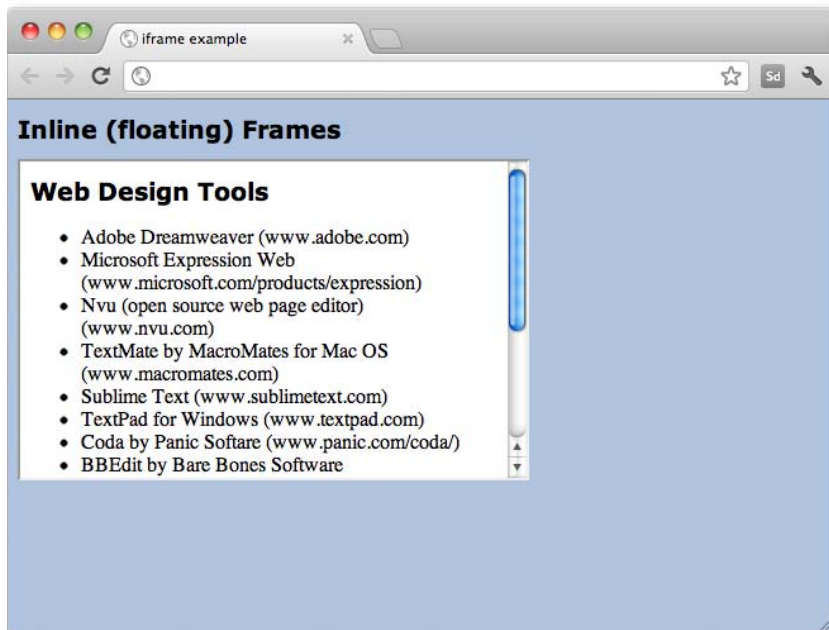 iframe example
Sd
Inline (floating) Frames
Web Design Tools
• Adobe Dreamweaver (www.adobe.com)
• Microsoft Expression Web
(www.microsoft.com/products/expression)
• Nvu (open source web page editor)
(www.nvu.com)
• TextMate by MacroMates for Mac OS
(www.macromates.com)
• Sublime Text (www.sublimetext.com)
• TextPad for Windows (www.textpad.com)
• Coda by Panic Softare (www.panic.com/coda/)
• BBEdit by Bare Bones Software